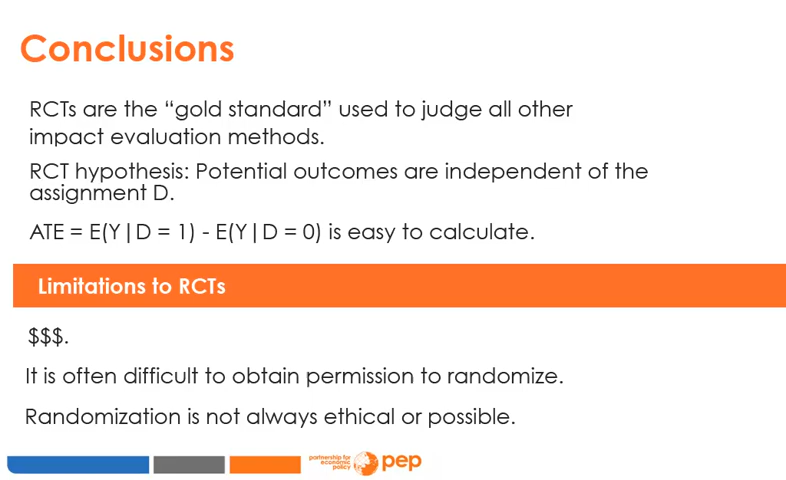 Conclusions
RCTs are the “gold standard” used to judge all other
impact evaluation methods.
RCT hypothesis: Potential outcomes are independent of the
assignment D.
ATE = E(Y|D = 1) - E(Y|D = 0) is easy to calculate.
Limitations to RCTs
$$$.
It is often difficult to obtain permission to randomize.
Randomization is not always ethical or possible.
partnership for
economic
policy
pep